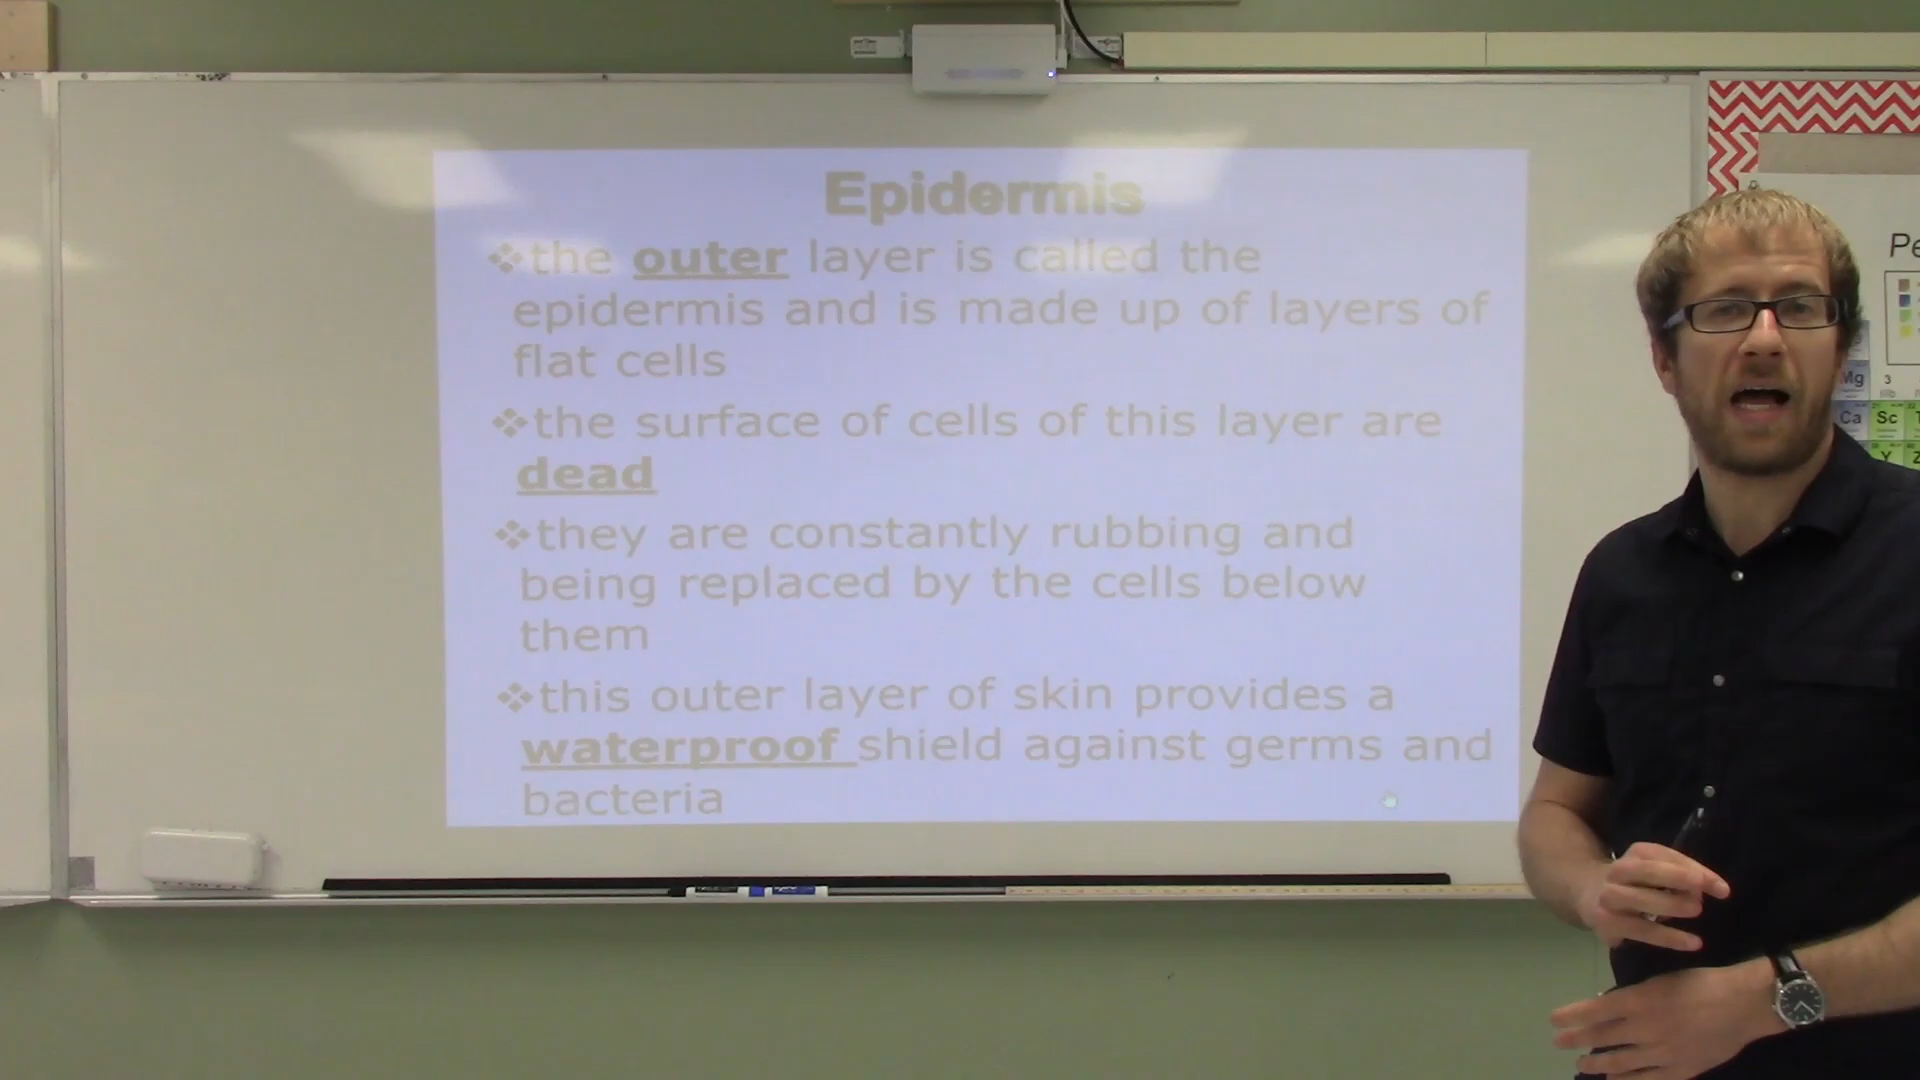 Epidermis
❖the outer layer is called the
epidermis and is made up of layers of
flat cells
❖the surface of cells of this layer are
dead
❖they are constantly rubbing and
being replaced by the cells below
them
❖this outer layer of skin provides a
waterproof shield against germs and
bacteria
Pe
Mg 3
Ca Sc
Y